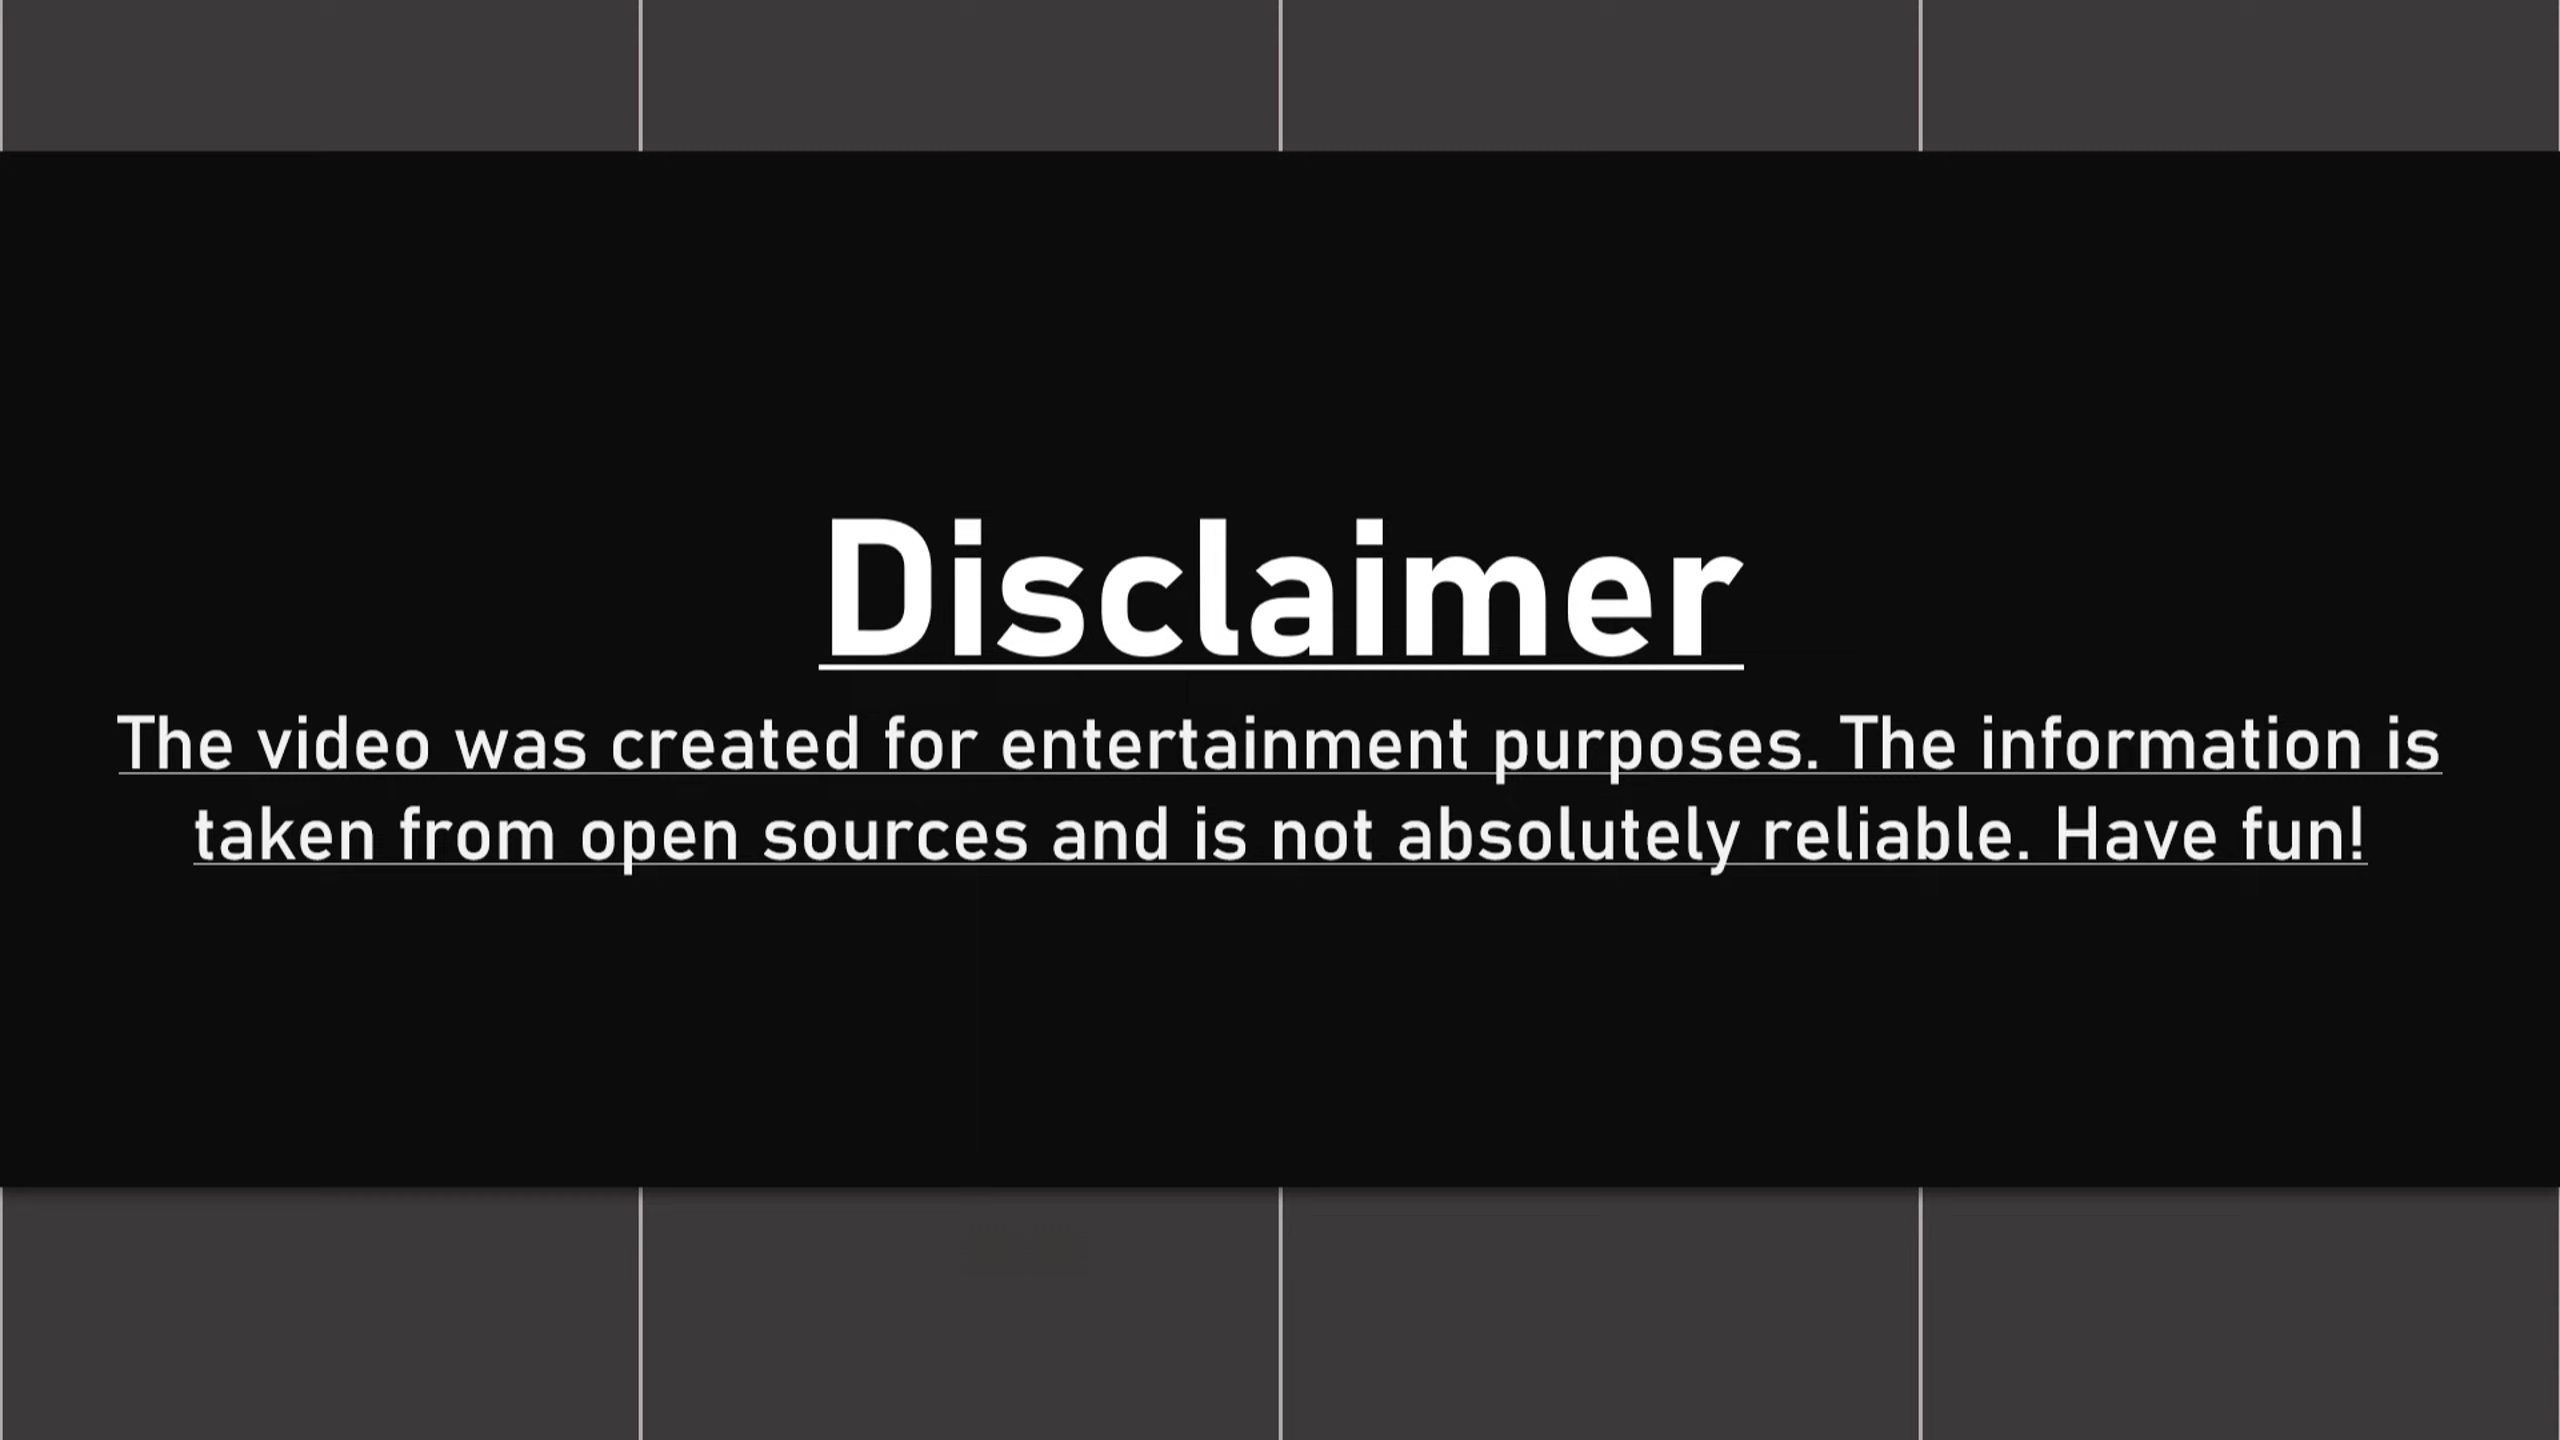 Disclaimer
The video was created for entertainment purposes. The information is
taken from open sources and is not absolutely reliable. Have fun!